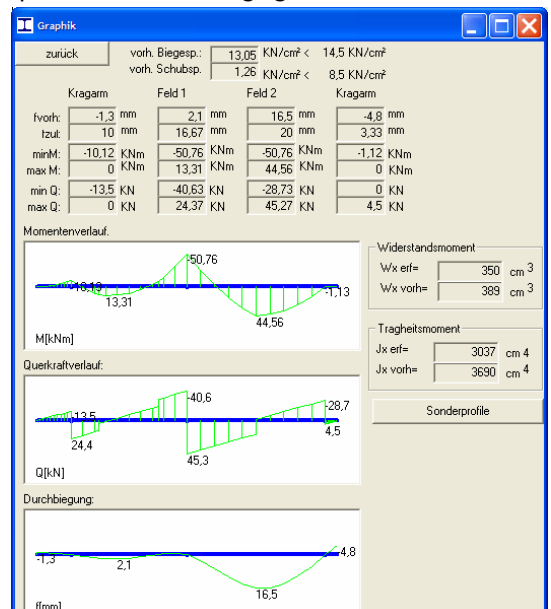 Graphik
zurück vorh. Biegesp.: 13,05 KN/cm² < 14,5 KN/cm²
vorh. Schubsp. 1,26 KN/cm² < 8,5 KN/cm²
Kragarm Feld 1 Feld 2 Kragarm
fvorh: -1,3 mm 2,1 mm 16,5 mm -4,8 mm
fzul: 10 mm 16,67 mm 20 mm 3,33 mm
minM: -10,12 KNm -50,76 KNm -50,76 KNm -1,12 KNm
max M: 0 KNm 13,31 KNm 44,56 KNm 0
min Q: -13,5 KN -40,63 KN -28,73 KN 0 KN
max Q: 0 KN 24,37 KN 45,27 KN 4,5 KN
Momentenverlauf:
-50,76
-1,13
13,31
44,56
M[kNm]
Widerstandsmoment
Wx erf= 350 cm 3
Wx vorh= 389 cm 3
Tragheitsmoment
Jx erf= 3037 cm 4
Jx vorh= 3690 cm 4
Sonderprofile
Querkraftverlauf:
-40,6
-28,7
-13,5
4,5
24,4
45,3
Q[kN]
Durchbiegung:
-4,8
-1,3
2,1
16,5
f[mm]